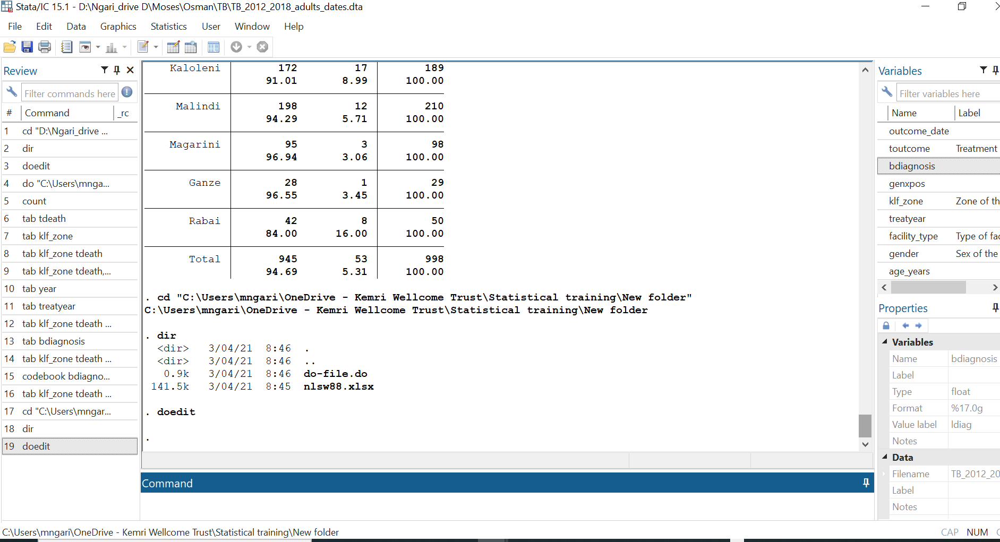 Stata/IC 15.1 - D:\Ngari_drive D\Moses\Osman\TB\TB_2012_2018_adults_dates.dta
File Edit Data Graphics Statistics User Window Help
Review
Filter commands here
# Command _rc
1 cd "D:\Ngari_drive ...
2 dir
3 doedit
4 do "C:\Users\mnga...
5 count
6 tab tdeath
7 tab klf_zone
8 tab klf_zone tdeath
9 tab klf_zone tdeath,...
10 tab year
11 tab treatyear
12 tab klf_zone tdeath ...
13 tab bdiagnosis
14 tab klf_zone tdeath ...
15 codebook bdiagno...
16 tab klf_zone tdeath ...
17 cd "C:\Users\mngar...
18 dir
19 doedit
Kaloleni 172 17 189
91.01 8.99 100.00
Malindi 198 12 210
94.29 5.71 100.00
Magarini 95 3 98
96.94 3.06 100.00
Ganze 28 1 29
96.55 3.45 100.00
Rabai 42 8 50
84.00 16.00 100.00
Total 945 53 998
94.69 5.31 100.00
. cd "C:\Users\mngari\OneDrive - Kemri Wellcome Trust\Statistical training\New folder"
C:\Users\mngari\OneDrive - Kemri Wellcome Trust\Statistical training\New folder
. dir
<dir> 3/04/21 8:46 .
<dir> 3/04/21 8:46 ..
0.9k 3/04/21 8:46 do-file.do
141.5k 3/04/21 8:45 nlsw88.xlsx
. doedit
.
Command
Variables
Filter variables here
Name Label
outcome_date
toutcome Treatment
bdiagnosis
genxpos
klf_zone Zone of th
treatyear
facility_type Type of fac
gender Sex of the
age_years
Properties
Variables
Name bdiagnosis
Label
Type float
Format %17.0g
Value label ldiag
Notes
Data
Filename TB_2012_20
Label
Notes
C:\Users\mngari\OneDrive - Kemri Wellcome Trust\Statistical training\New folder
CAP NUM